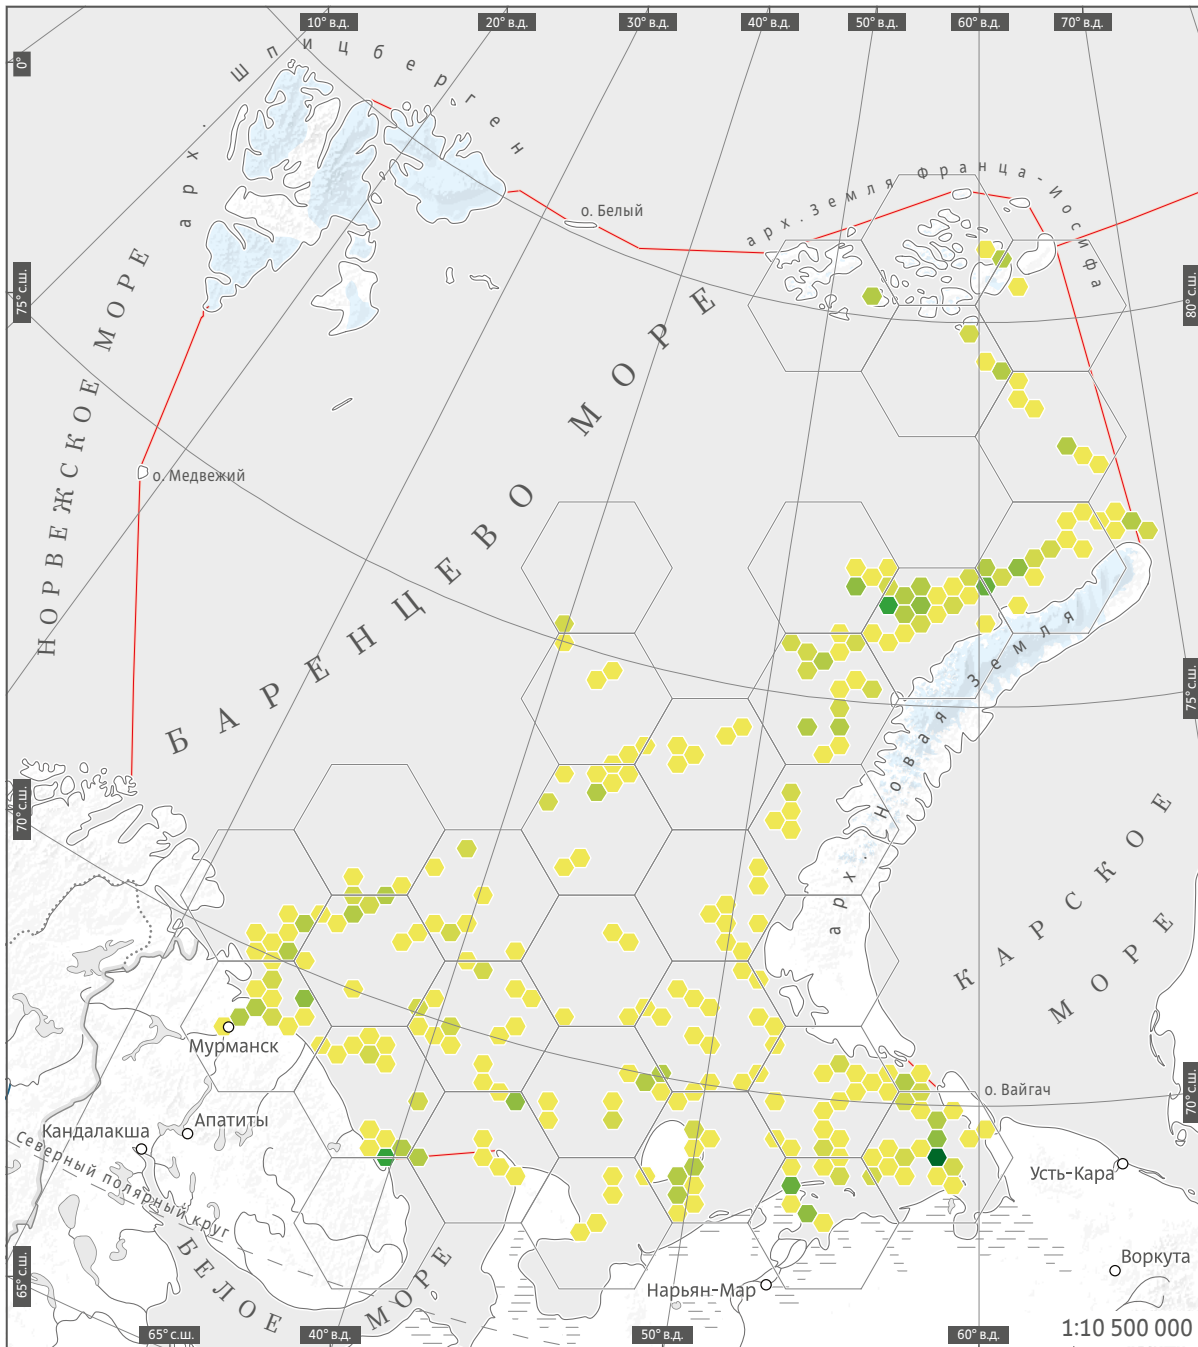 10° в.д.
20° в.д.
30° в.д.
40° в.д.
50° в.д.
60° в.д.
70° в.д.
0°
арх. Шпицберген
о. Белый
арх. Земля Франца-Иосифа
75° с.ш.
80° с.ш.
НОРВЕЖСКОЕ МОРЕ
о. Медвежий
БАРЕНЦЕВО МОРЕ
75° с.ш.
арх. Новая Земля
70° с.ш.
КАРСКОЕ
МОРЕ
Мурманск
о. Вайгач
70° с.ш.
Апатиты
Кандалакша
Усть-Кара
Северный полярный круг
БЕЛОЕ МОРЕ
Воркута
Нарьян-Мар
65° с.ш.
65° с.ш.
40° в.д.
50° в.д.
60° в.д.
1:10 500 000